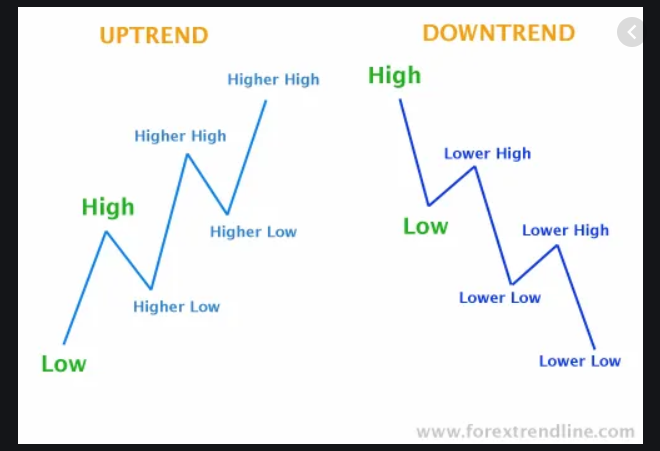 UPTREND
Higher High
Higher High
High
Higher Low
Higher Low
Low
DOWNTREND
High
Lower High
Low
Lower High
Lower Low
Lower Low
www.forextrendline.com